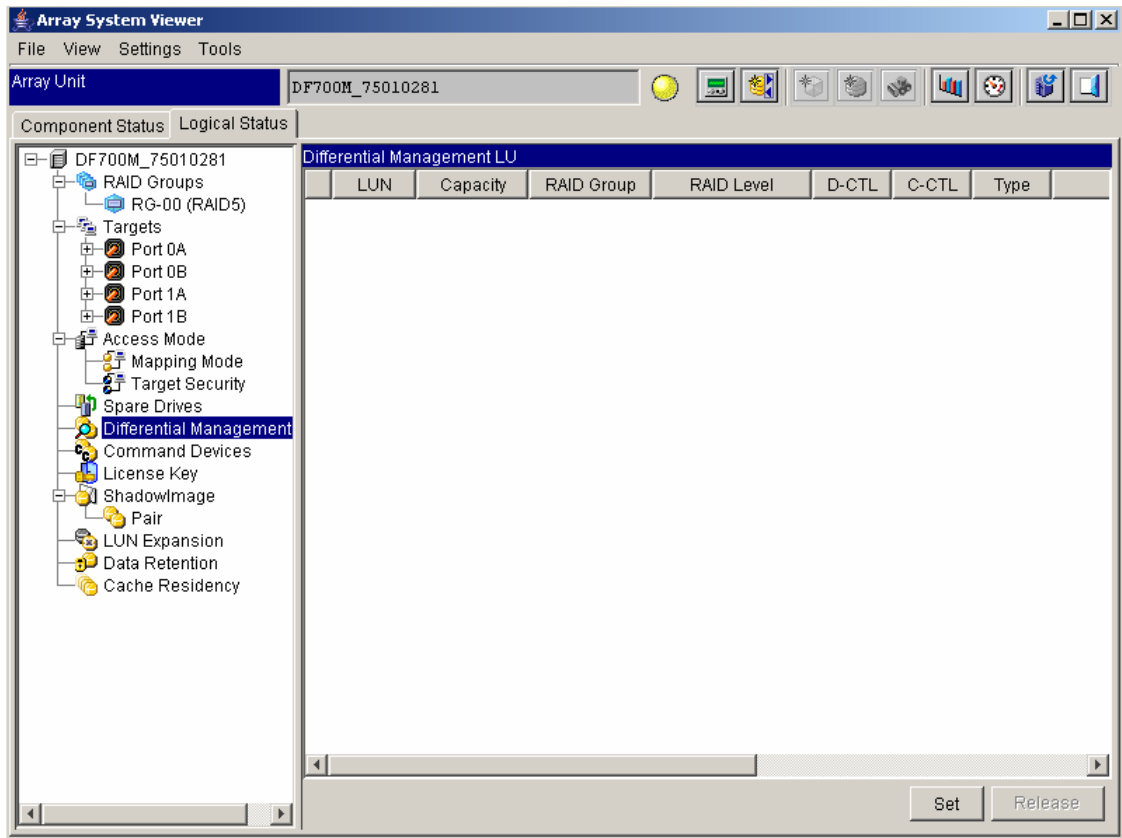 Array System Viewer
File View Settings Tools
Array Unit DF700M_75010281
Component Status Logical Status
DF700M_75010281
RAID Groups
RG-00 (RAID5)
Targets
Port 0A
Port 0B
Port 1A
Port 1B
Access Mode
Mapping Mode
Target Security
Spare Drives
Differential Management
Command Devices
License Key
ShadowImage
Pair
LUN Expansion
Data Retention
Cache Residency
Differential Management LU
LUN Capacity RAID Group RAID Level D-CTL C-CTL Type
Set Release